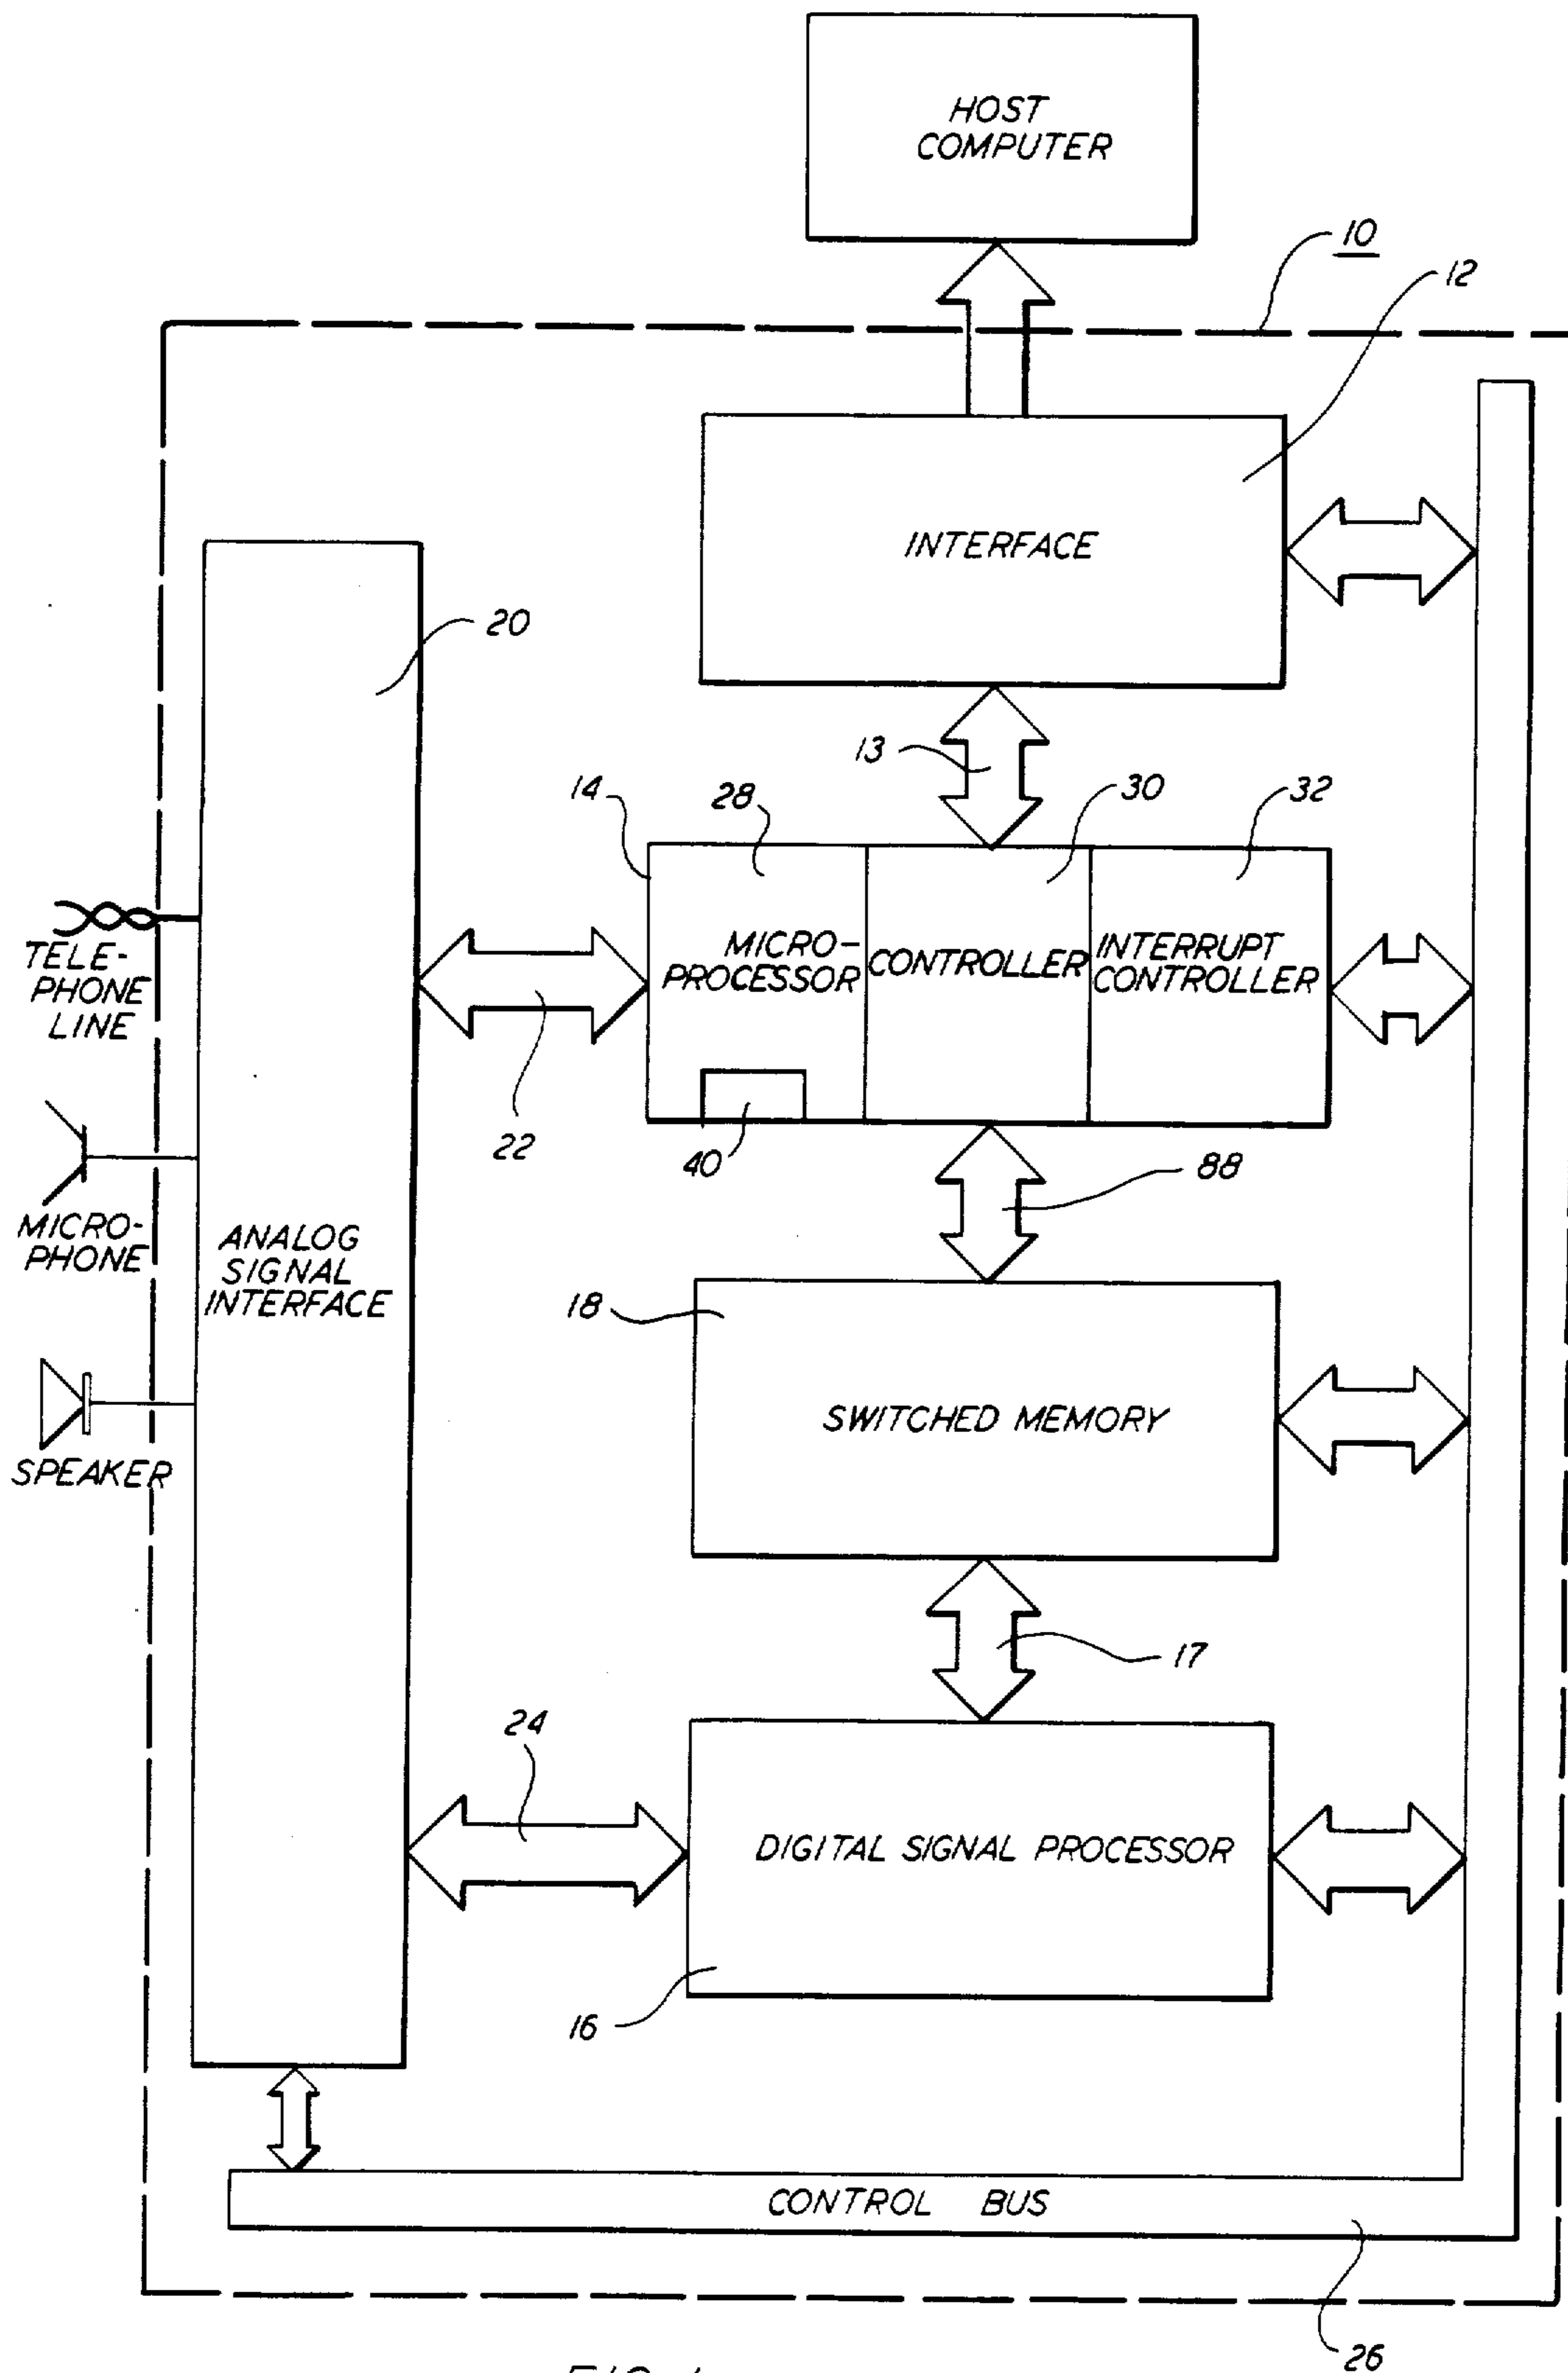 HOST
COMPUTER
10
12
INTERFACE
20
13
14
28
30
32
MICRO-
PROCESSOR
CONTROLLER
INTERRUPT
CONTROLLER
TELE-
PHONE
LINE
22
40
88
MICRO-
PHONE
ANALOG
SIGNAL
INTERFACE
18
SWITCHED MEMORY
SPEAKER
17
24
DIGITAL SIGNAL PROCESSOR
16
CONTROL BUS
26